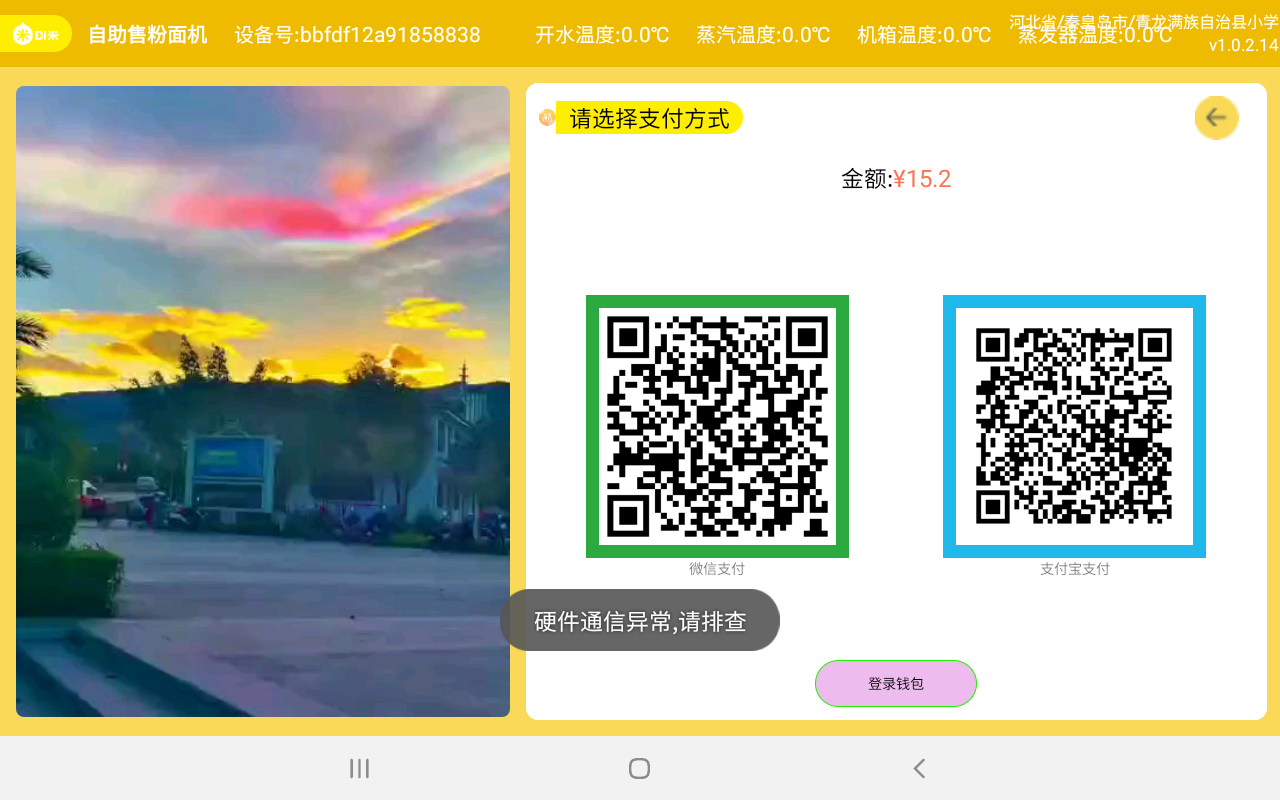 米 Di米
自助售粉面机
设备号:bbfdf12a91858838
开水温度:0.0℃
蒸汽温度:0.0℃
机箱温度:0.0℃
蒸发器温度:0.0℃
河北省/秦皇岛市/青龙满族自治县小学
v1.0.2.14
请选择支付方式
金额:¥15.2
微信支付
支付宝支付
硬件通信异常,请排查
登录钱包